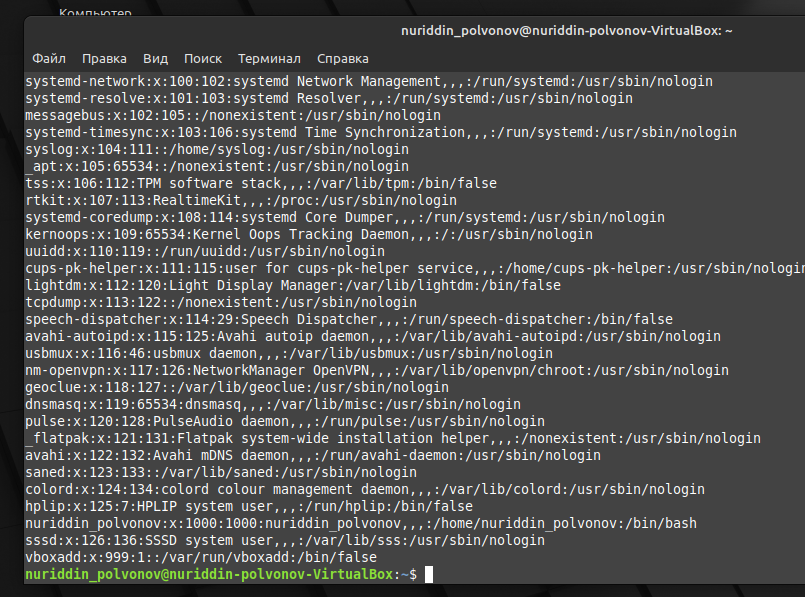 Компьютер
nuriddin_polvonov@nuriddin-polvonov-VirtualBox: ~
Файл Правка Вид Поиск Терминал Справка
systemd-network:x:100:102:systemd Network Management,,,:/run/systemd:/usr/sbin/nologin
systemd-resolve:x:101:103:systemd Resolver,,,:/run/systemd:/usr/sbin/nologin
messagebus:x:102:105::/nonexistent:/usr/sbin/nologin
systemd-timesync:x:103:106:systemd Time Synchronization,,,:/run/systemd:/usr/sbin/nologin
syslog:x:104:111::/home/syslog:/usr/sbin/nologin
_apt:x:105:65534::/nonexistent:/usr/sbin/nologin
tss:x:106:112:TPM software stack,,,:/var/lib/tpm:/bin/false
rtkit:x:107:113:RealtimeKit,,,:/proc:/usr/sbin/nologin
systemd-coredump:x:108:114:systemd Core Dumper,,,:/run/systemd:/usr/sbin/nologin
kernoops:x:109:65534:Kernel Oops Tracking Daemon,,,:/:/usr/sbin/nologin
uuidd:x:110:119::/run/uuidd:/usr/sbin/nologin
cups-pk-helper:x:111:115:user for cups-pk-helper service,,,:/home/cups-pk-helper:/usr/sbin/nologin
lightdm:x:112:120:Light Display Manager:/var/lib/lightdm:/bin/false
tcpdump:x:113:122::/nonexistent:/usr/sbin/nologin
speech-dispatcher:x:114:29:Speech Dispatcher,,,:/run/speech-dispatcher:/bin/false
avahi-autoipd:x:115:125:Avahi autoip daemon,,,:/var/lib/avahi-autoipd:/usr/sbin/nologin
usbmux:x:116:46:usbmux daemon,,,:/var/lib/usbmux:/usr/sbin/nologin
nm-openvpn:x:117:126:NetworkManager OpenVPN,,,:/var/lib/openvpn/chroot:/usr/sbin/nologin
geoclue:x:118:127::/var/lib/geoclue:/usr/sbin/nologin
dnsmasq:x:119:65534:dnsmasq,,,:/var/lib/misc:/usr/sbin/nologin
pulse:x:120:128:PulseAudio daemon,,,:/run/pulse:/usr/sbin/nologin
_flatpak:x:121:131:Flatpak system-wide installation helper,,,:/nonexistent:/usr/sbin/nologin
avahi:x:122:132:Avahi mDNS daemon,,,:/run/avahi-daemon:/usr/sbin/nologin
saned:x:123:133::/var/lib/saned:/usr/sbin/nologin
colord:x:124:134:colord colour management daemon,,,:/var/lib/colord:/usr/sbin/nologin
hplip:x:125:7:HPLIP system user,,,:/run/hplip:/bin/false
nuriddin_polvonov:x:1000:1000:nuriddin_polvonov,,,:/home/nuriddin_polvonov:/bin/bash
sssd:x:126:136:SSSD system user,,,:/var/lib/sss:/usr/sbin/nologin
vboxadd:x:999:1::/var/run/vboxadd:/bin/false
nuriddin_polvonov@nuriddin-polvonov-VirtualBox:~$